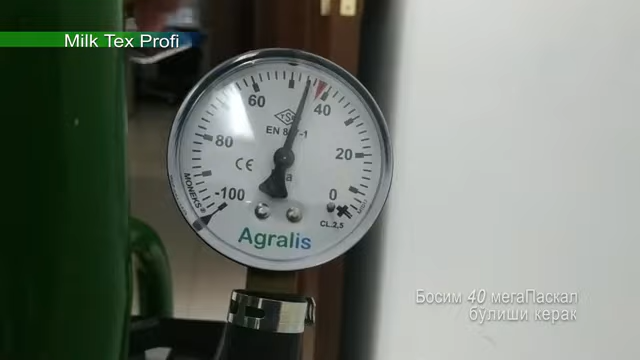 Milk Tex Profi
60
40
EN 837-1
80
20
CE
-100
0
MONEKS®
CL.2,5
Agralis
Босим 40 мегаПаскал
булиши керак